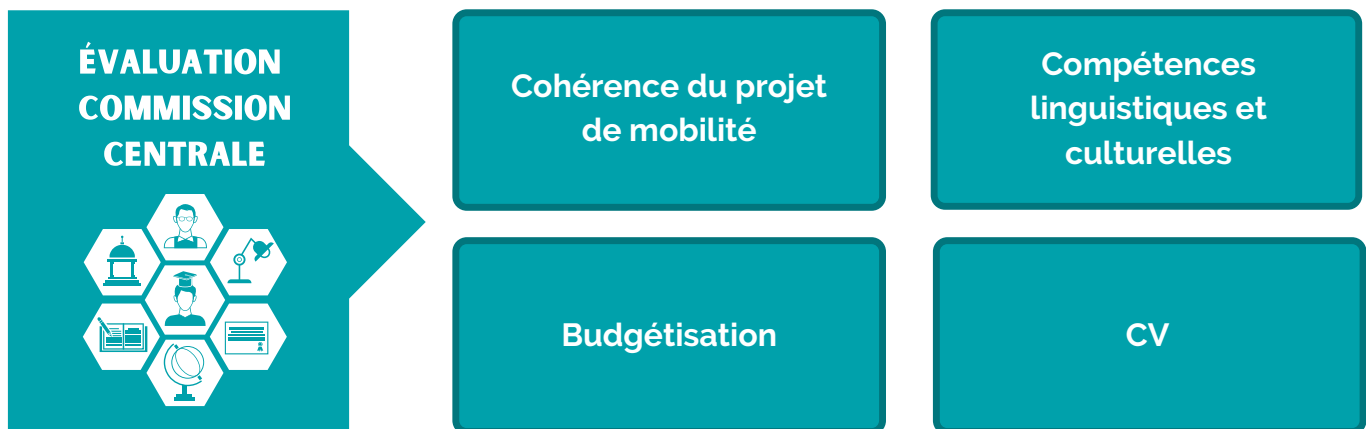 ÉVALUATION
COMMISSION
CENTRALE
Cohérence du projet
de mobilité
Compétences
linguistiques et
culturelles
Budgétisation
CV